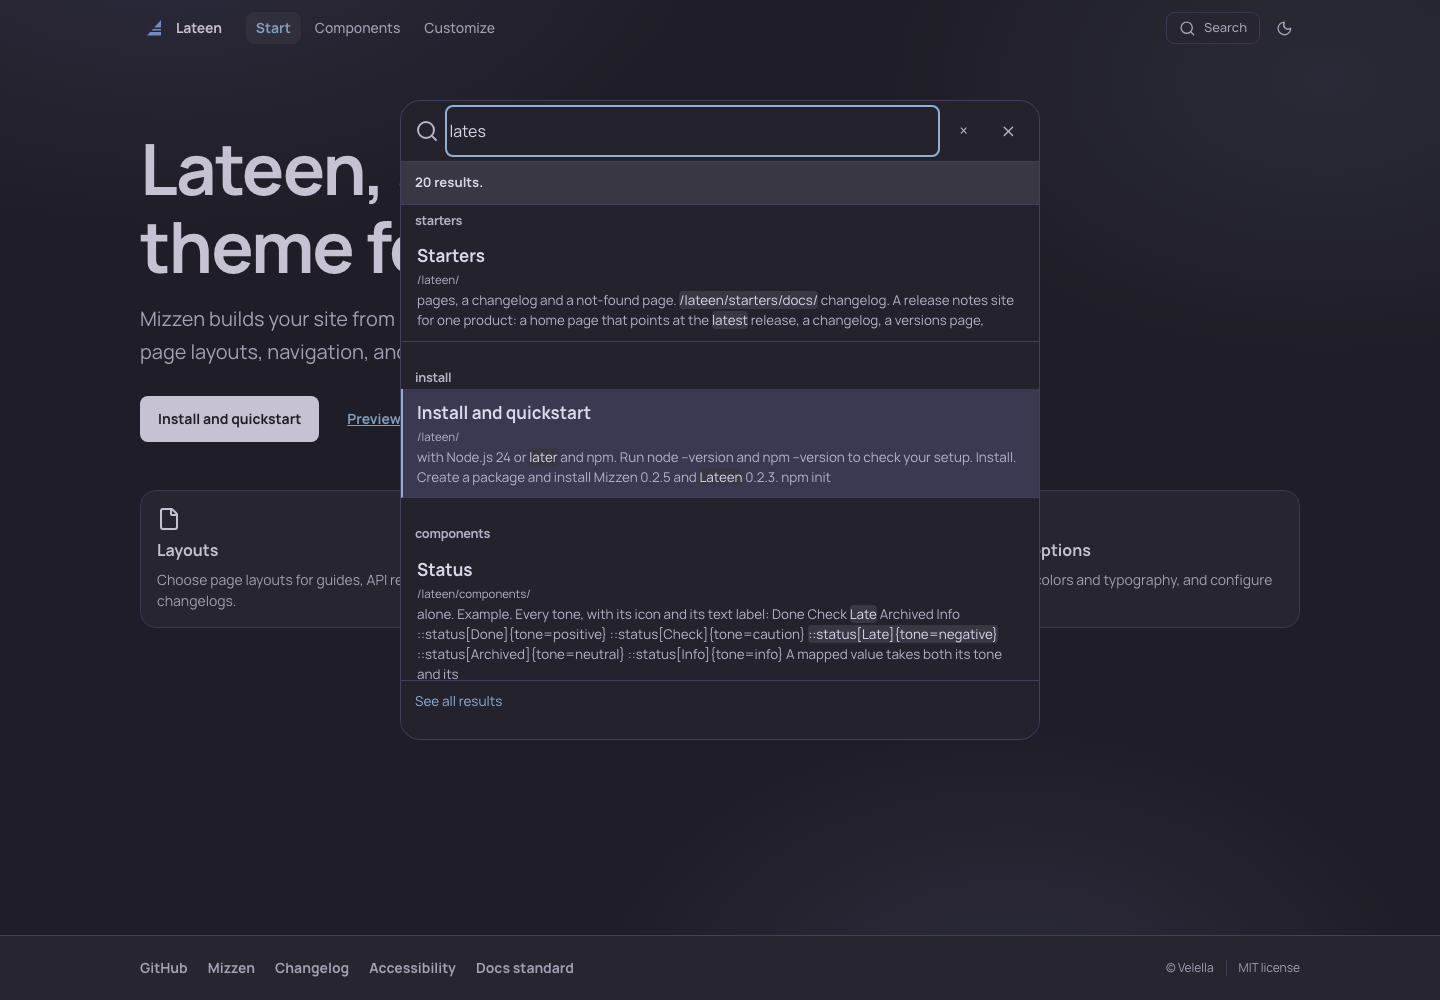 Lateen
Start
Components
Customize
Search
Lateen,
theme
Mizzen builds your site from
page layouts, navigation,
Install and quickstart
Preview
lates
×
20 results.
starters
Starters
/lateen/
pages, a changelog and a not-found page. /lateen/starters/docs/ changelog. A release notes site
for one product: a home page that points at the latest release, a changelog, a versions page,
install
Install and quickstart
/lateen/
with Node.js 24 or later and npm. Run node –version and npm –version to check your setup. Install.
Create a package and install Mizzen 0.2.5 and Lateen 0.2.3. npm init
components
Status
/lateen/components/
alone. Example. Every tone, with its icon and its text label: Done Check Late Archived Info
::status[Done]{tone=positive} ::status[Check]{tone=caution} ::status[Late]{tone=negative}
::status[Archived]{tone=neutral} ::status[Info]{tone=info} A mapped value takes both its tone
and its
See all results
Layouts
Choose page layouts for guides, API
changelogs.
ptions
colors and typography, and configure
GitHub
Mizzen
Changelog
Accessibility
Docs standard
© Velella
MIT license